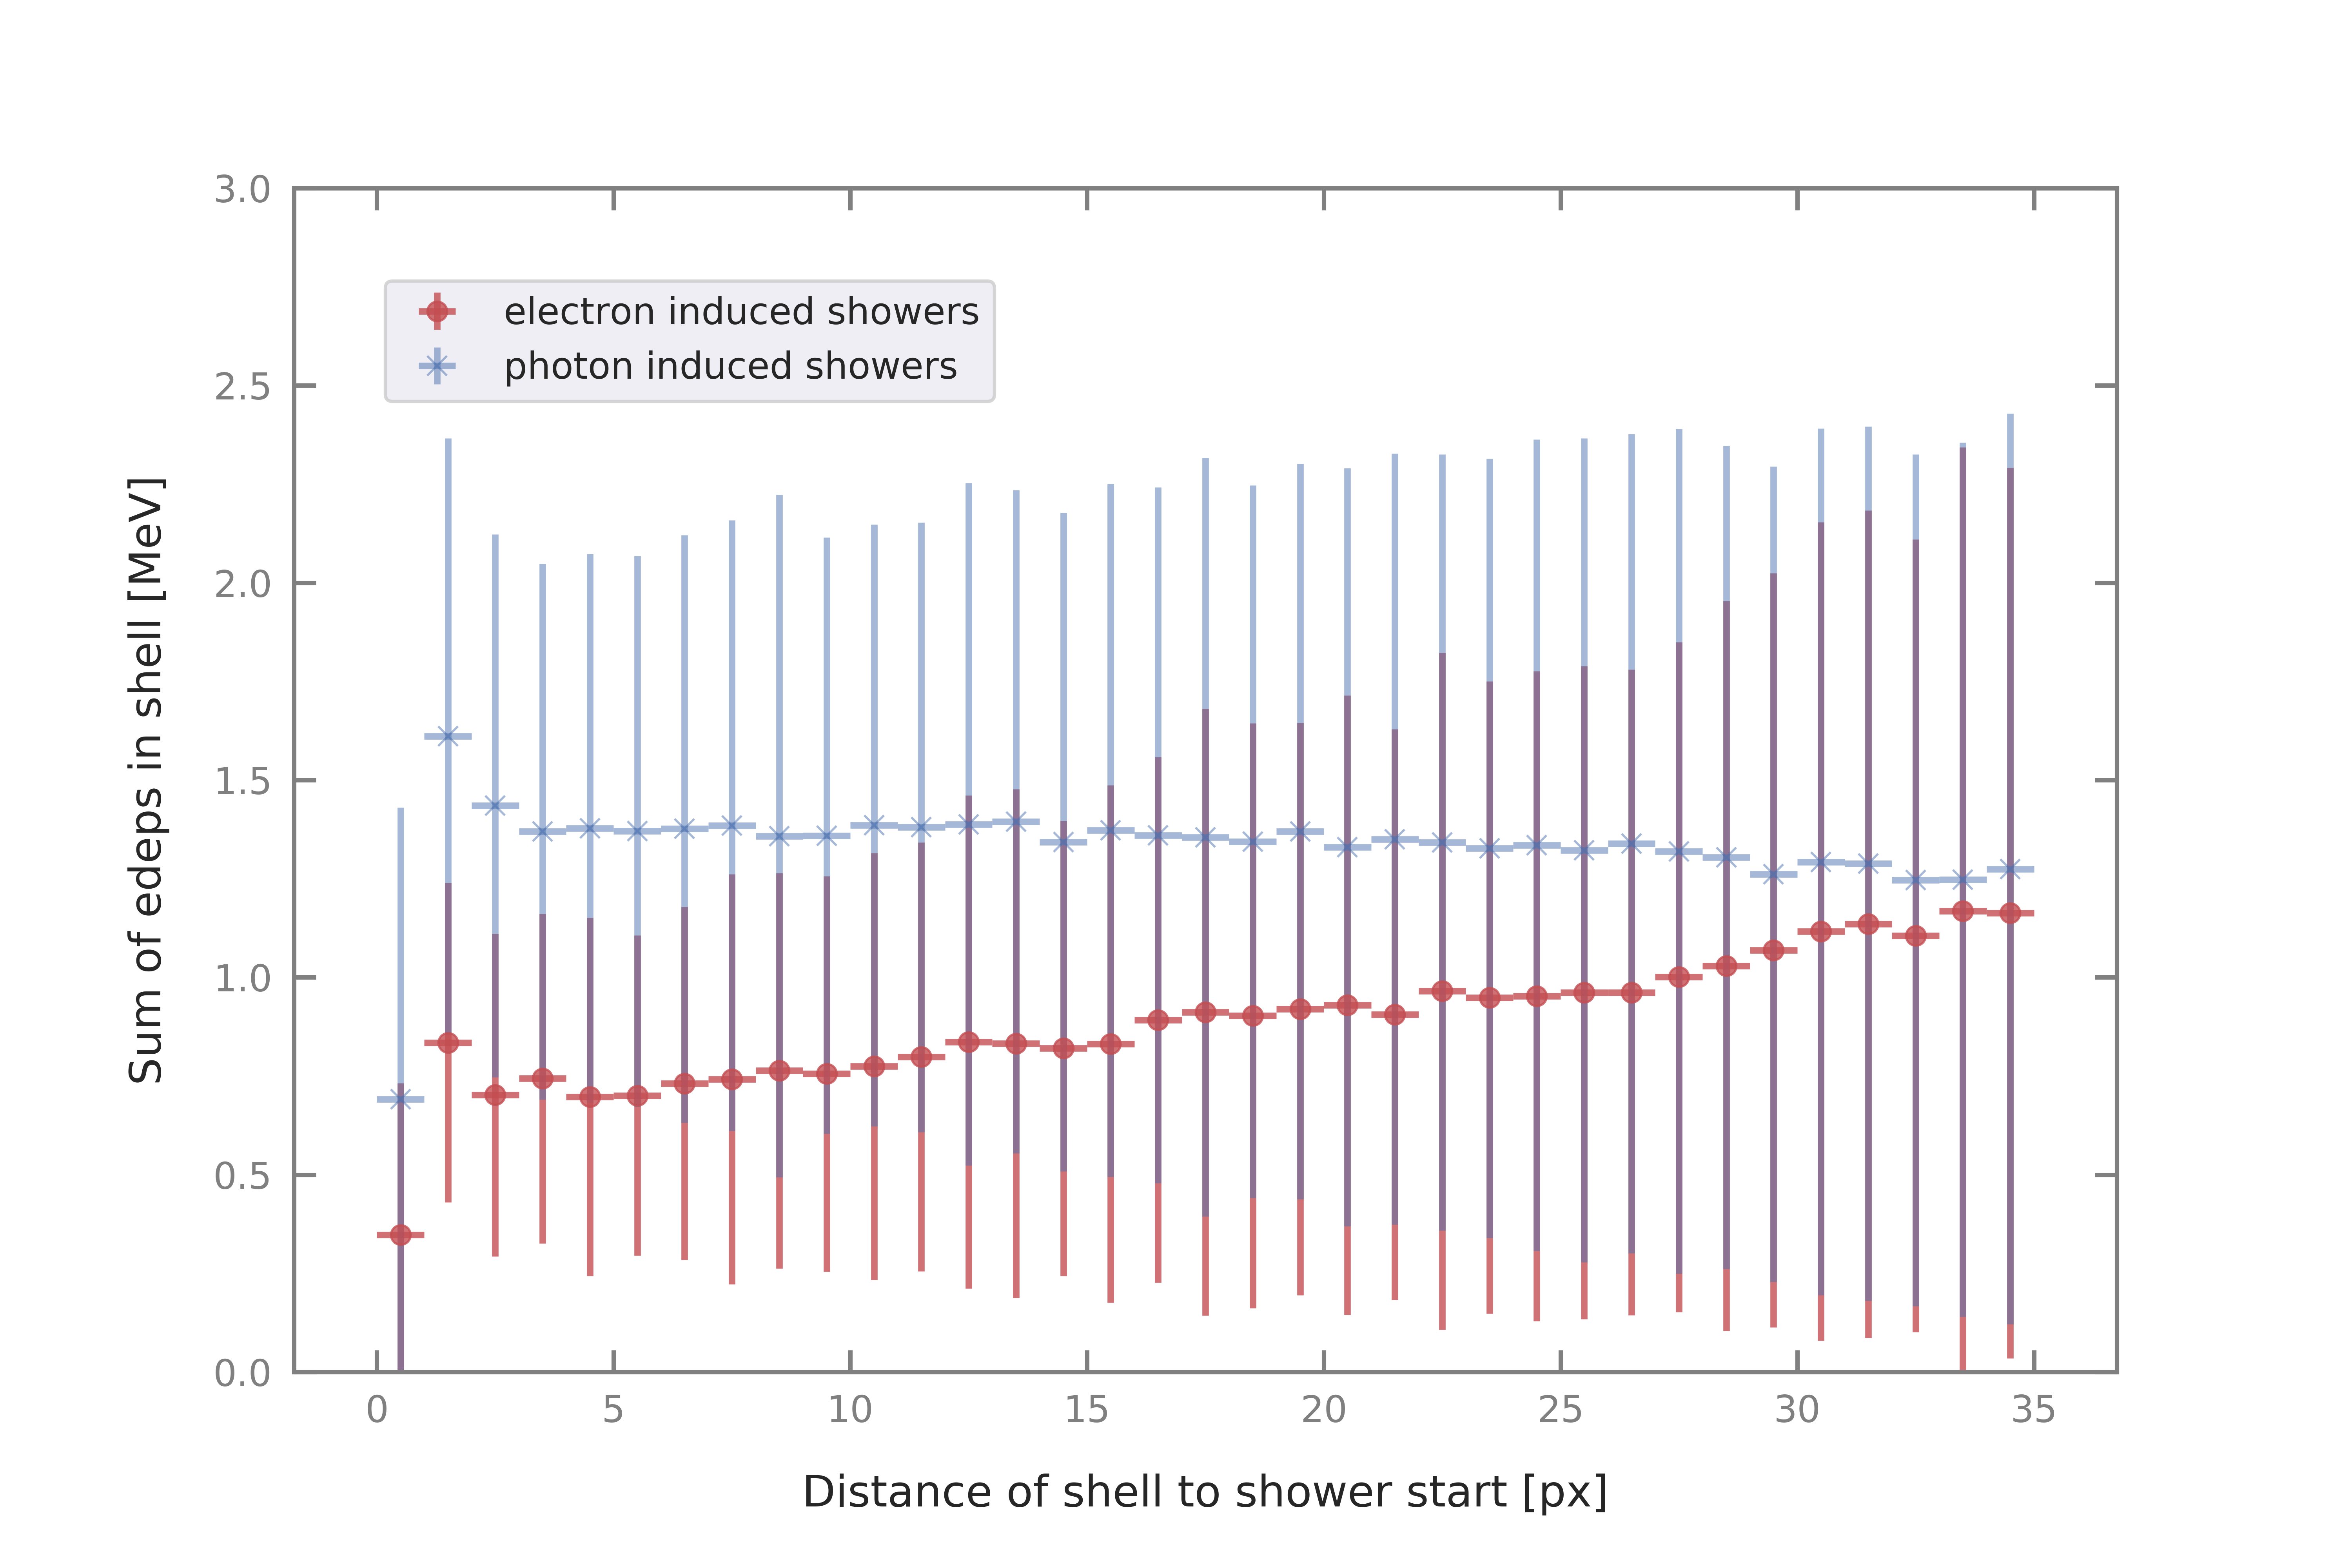 3.0
electron induced showers
photon induced showers
2.5
2.0
1.5
1.0
0.5
0.0
Sum of edeps in shell [MeV]
0 5 10 15 20 25 30 35
Distance of shell to shower start [px]